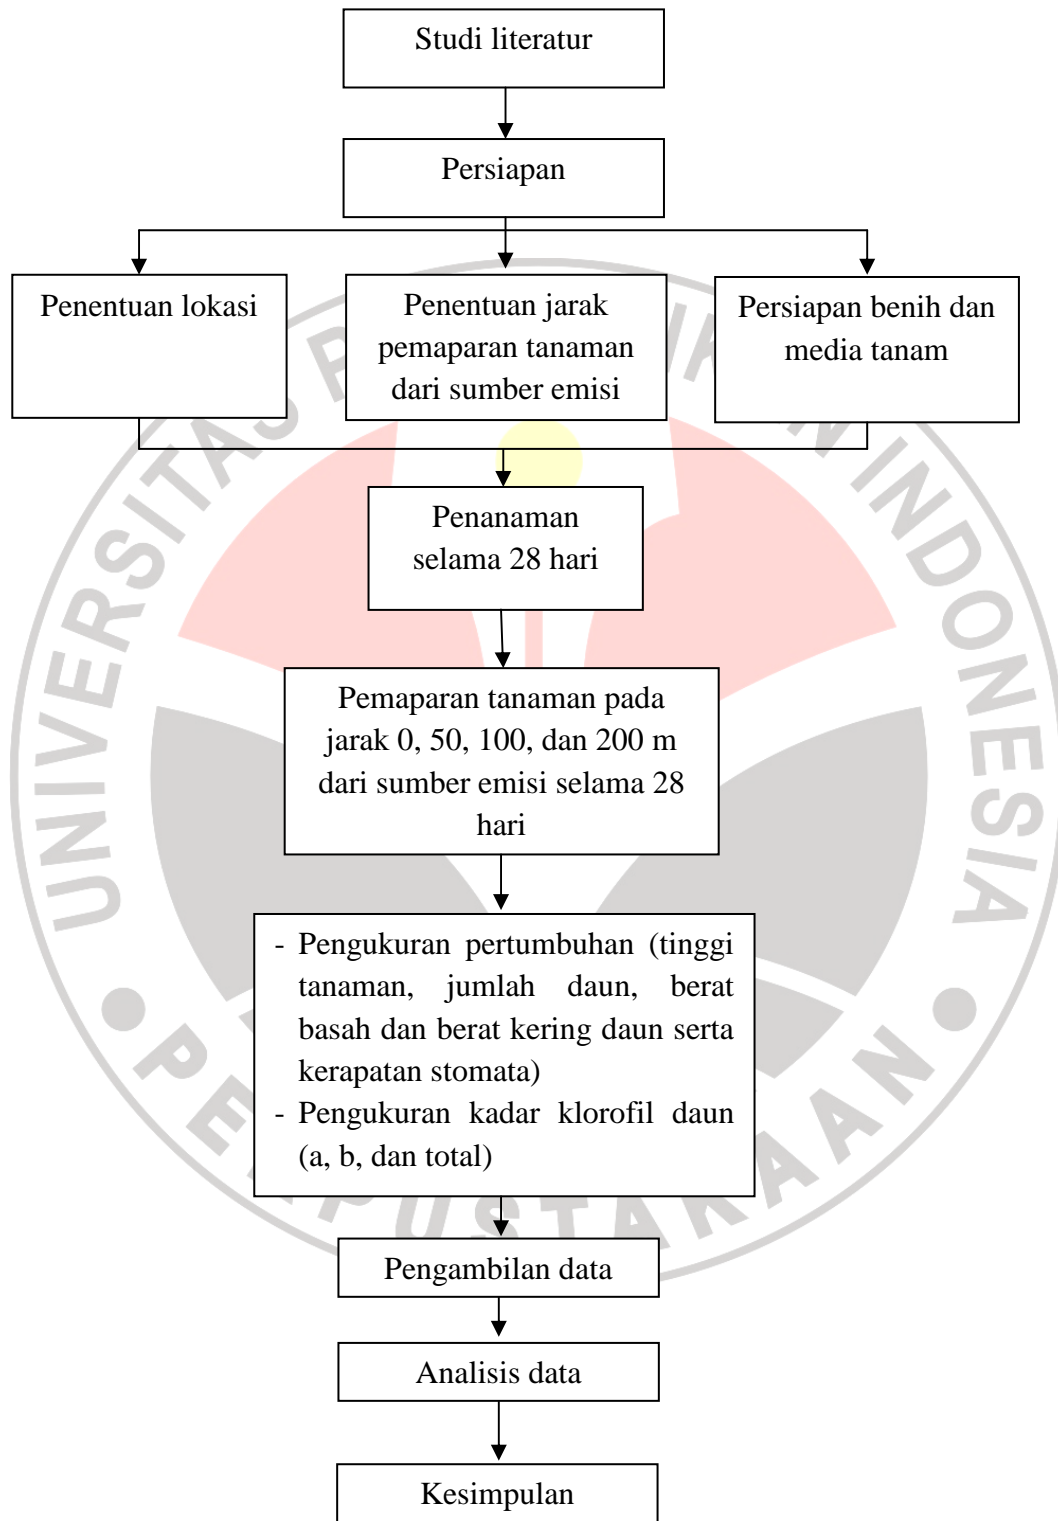 Studi literatur
Persiapan
Penentuan lokasi
Penentuan jarak
pemaparan tanaman
dari sumber emisi
Persiapan benih dan
media tanam
Penanaman
selama 28 hari
Pemaparan tanaman pada
jarak 0, 50, 100, dan 200 m
dari sumber emisi selama 28
hari
- Pengukuran pertumbuhan (tinggi
tanaman, jumlah daun, berat
basah dan berat kering daun serta
kerapatan stomata)
- Pengukuran kadar klorofil daun
(a, b, dan total)
Pengambilan data
Analisis data
Kesimpulan
UNIVERSITAS
INDONESIA